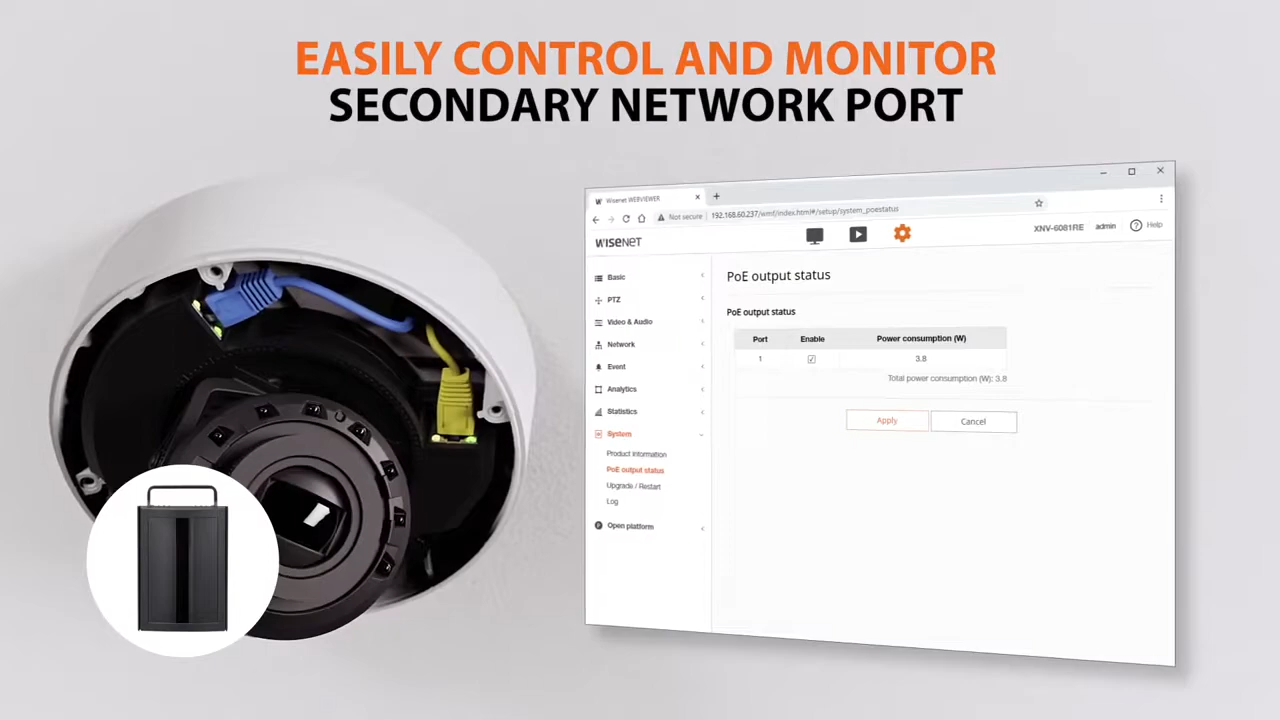 EASILY CONTROL AND MONITOR
SECONDARY NETWORK PORT
Wisenet WEBVIEWER
Not secure 192.168.60.237/wmf/index.html#/setup/system_poestatus
WISENET
XNV-6081RE admin Help
Basic
PTZ
Video & Audio
Network
Event
Analytics
Statistics
System
Product information
PoE output status
Upgrade / Restart
Log
Open platform
PoE output status
PoE output status
Port Enable Power consumption (W)
1 3.8
Total power consumption (W): 3.8
Apply Cancel